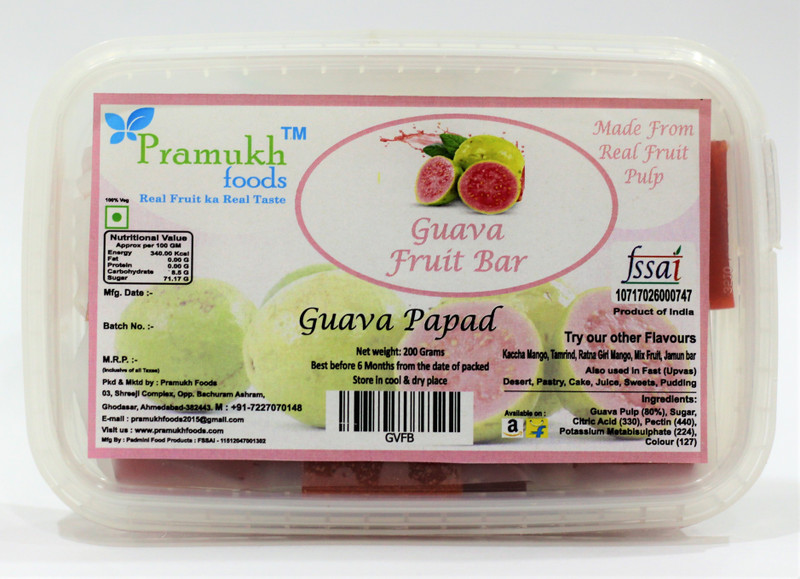 Pramukh™
foods
Real Fruit ka Real Taste
100% Veg
Nutritional Value
Approx per 100 GM
Energy 340.00 Kcal
Fat 0.00 G
Protein 0.00 G
Carbohydrate 8.5 G
Sugar 71.17 G
Mfg. Date :-
Batch No. :-
M.R.P. :-
(Inclusive of all Taxes)
Pkd & Mktd by : Pramukh Foods
03, Shreeji Complex, Opp. Bachuram Ashram,
Ghodasar, Ahmedabad-382443. M : +91-7227070148
E-mail : pramukhfoods2015@gmail.com
Visit us : www.pramukhfoods.com
Mfg By : Padmini Food Products : FSSAI - 11512047001302
Guava
Fruit Bar
Guava Papad
Net weight: 200 Grams
Best before 6 Months from the date of packed
Store in cool & dry place
GVFB
Made From
Real Fruit
Pulp
fssai
10717026000747
Product of India
Try our other Flavours
Kaccha Mango, Tamrind, Ratna Giri Mango, Mix Fruit, Jamun bar
Also used in Fast (Upvas)
Desert, Pastry, Cake, Juice, Sweets, Pudding
Ingredients:
Guava Pulp (80%), Sugar,
Citric Acid (330), Pectin (440),
Potassium Metabisulphate (224),
Colour (127)
Available on :
a